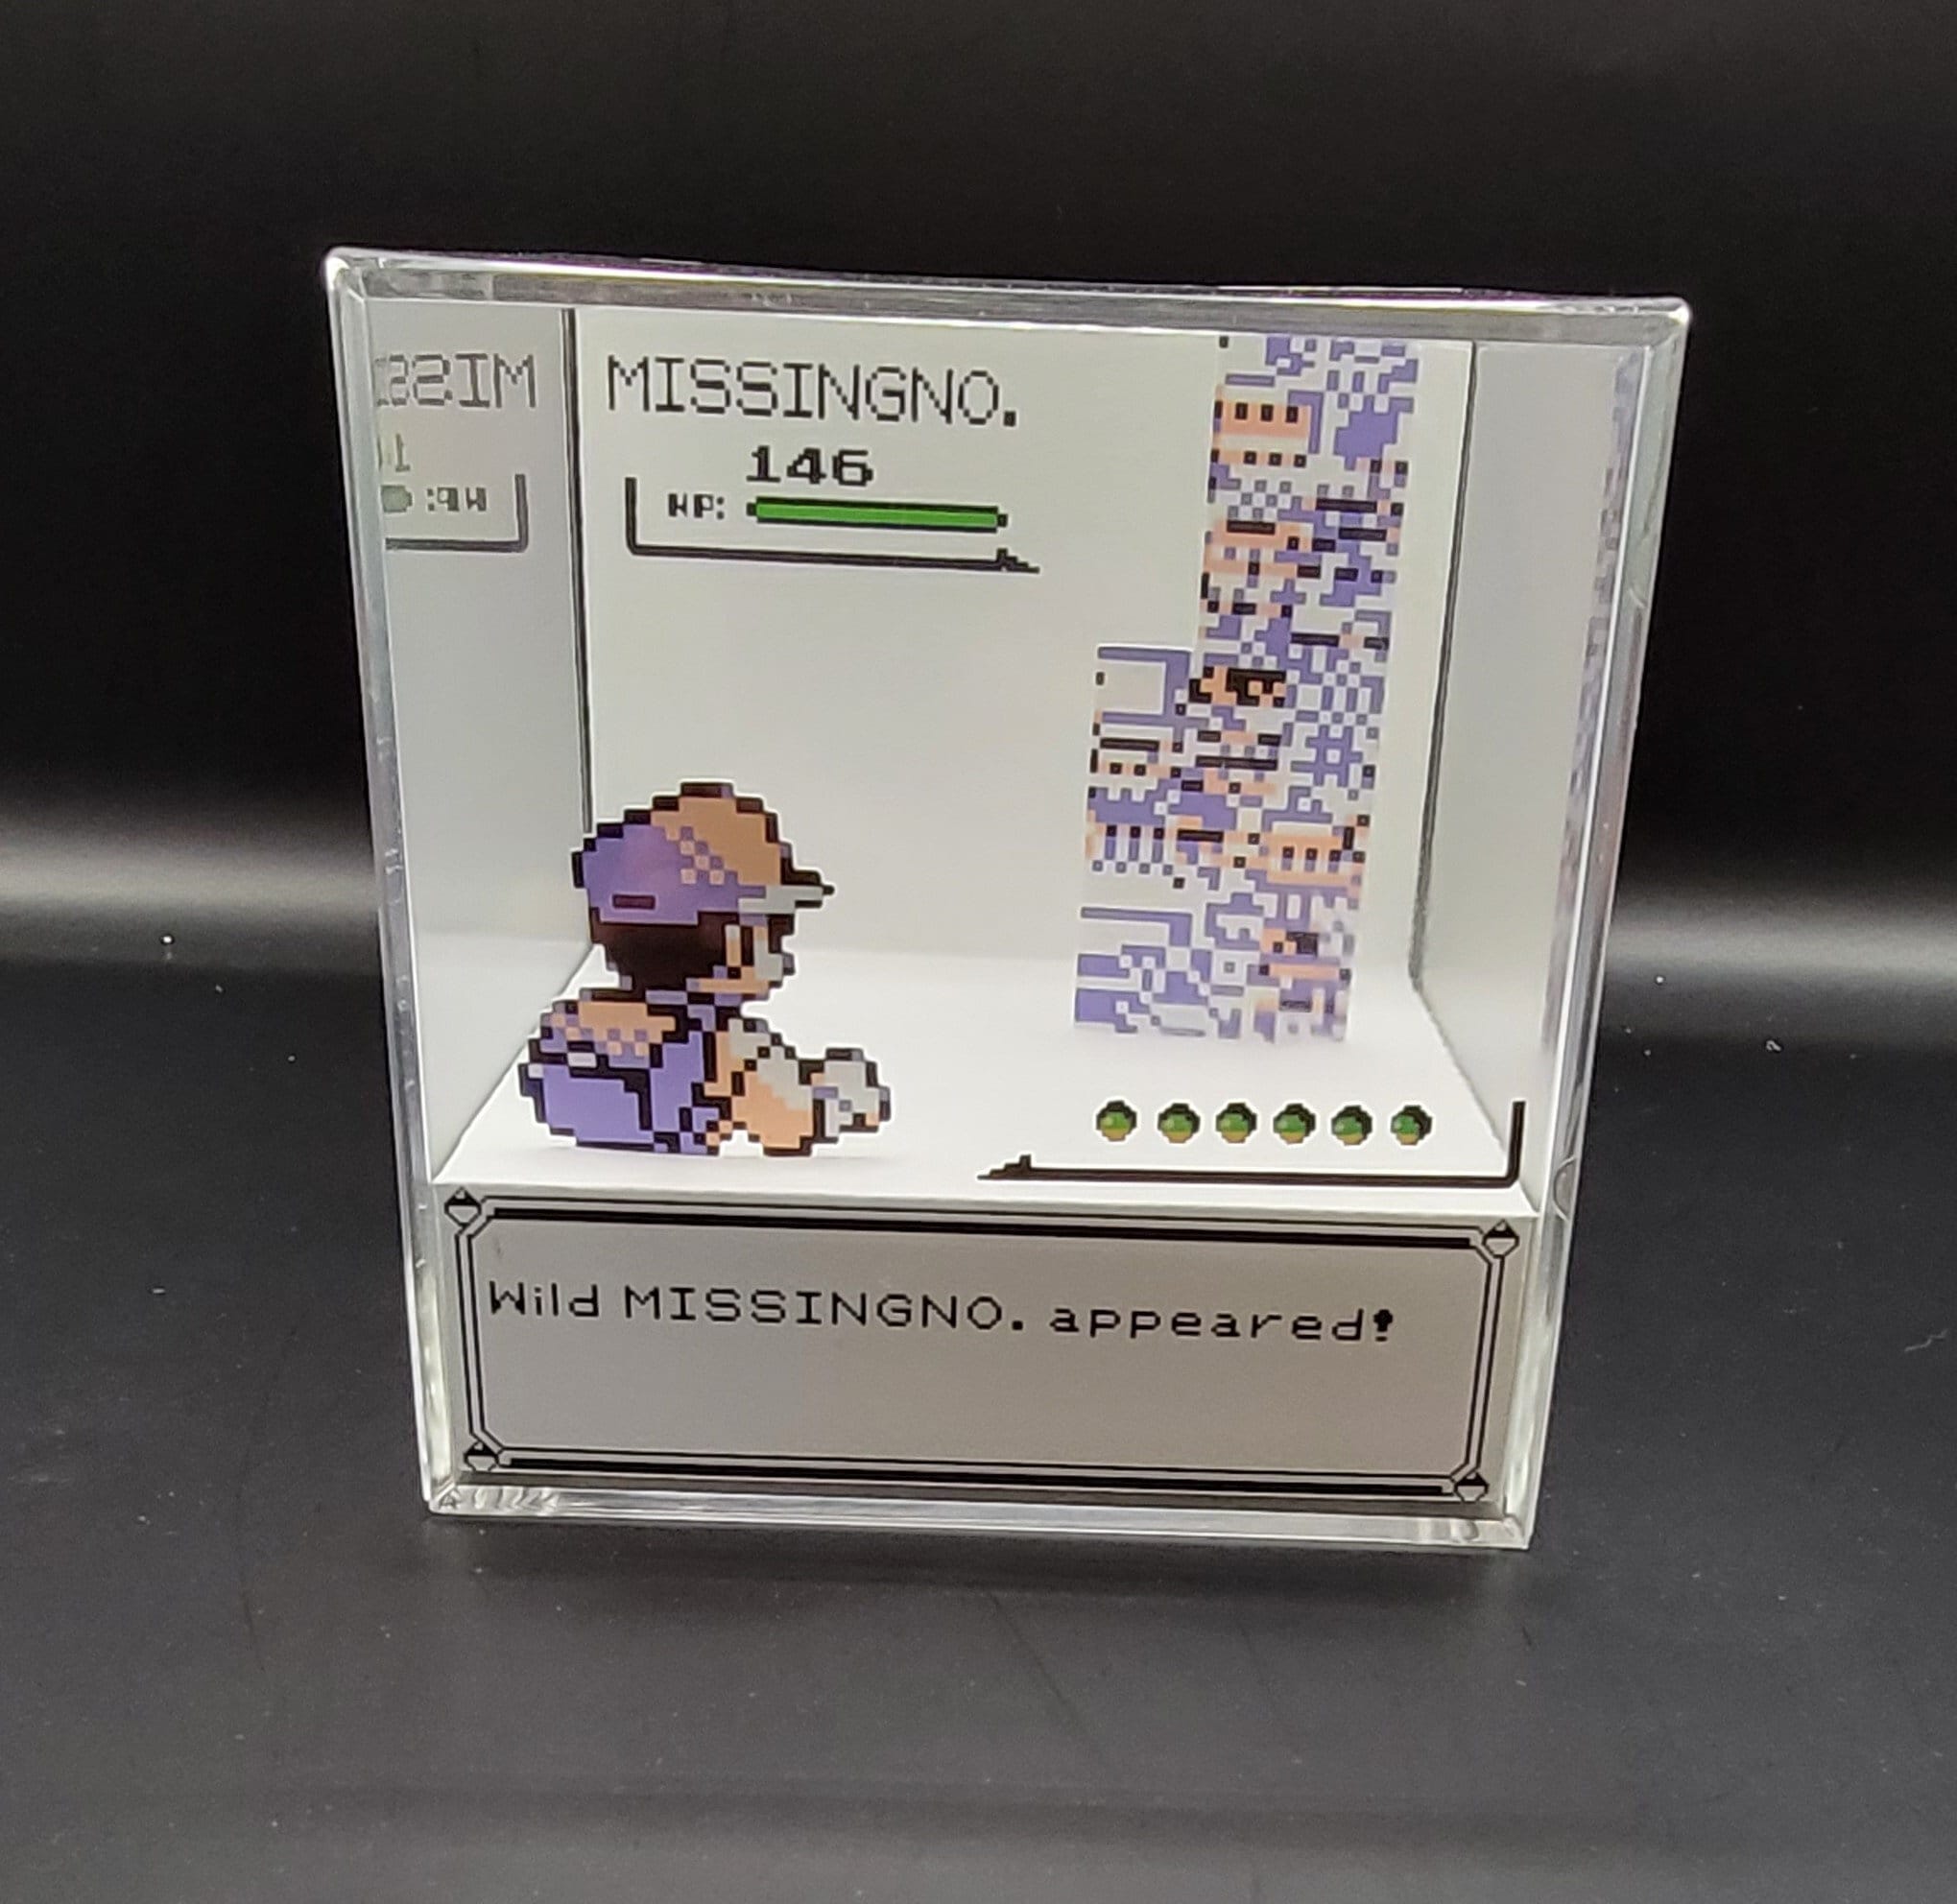 MISSINGNO.
146
HP:
Wild MISSINGNO. appeared!